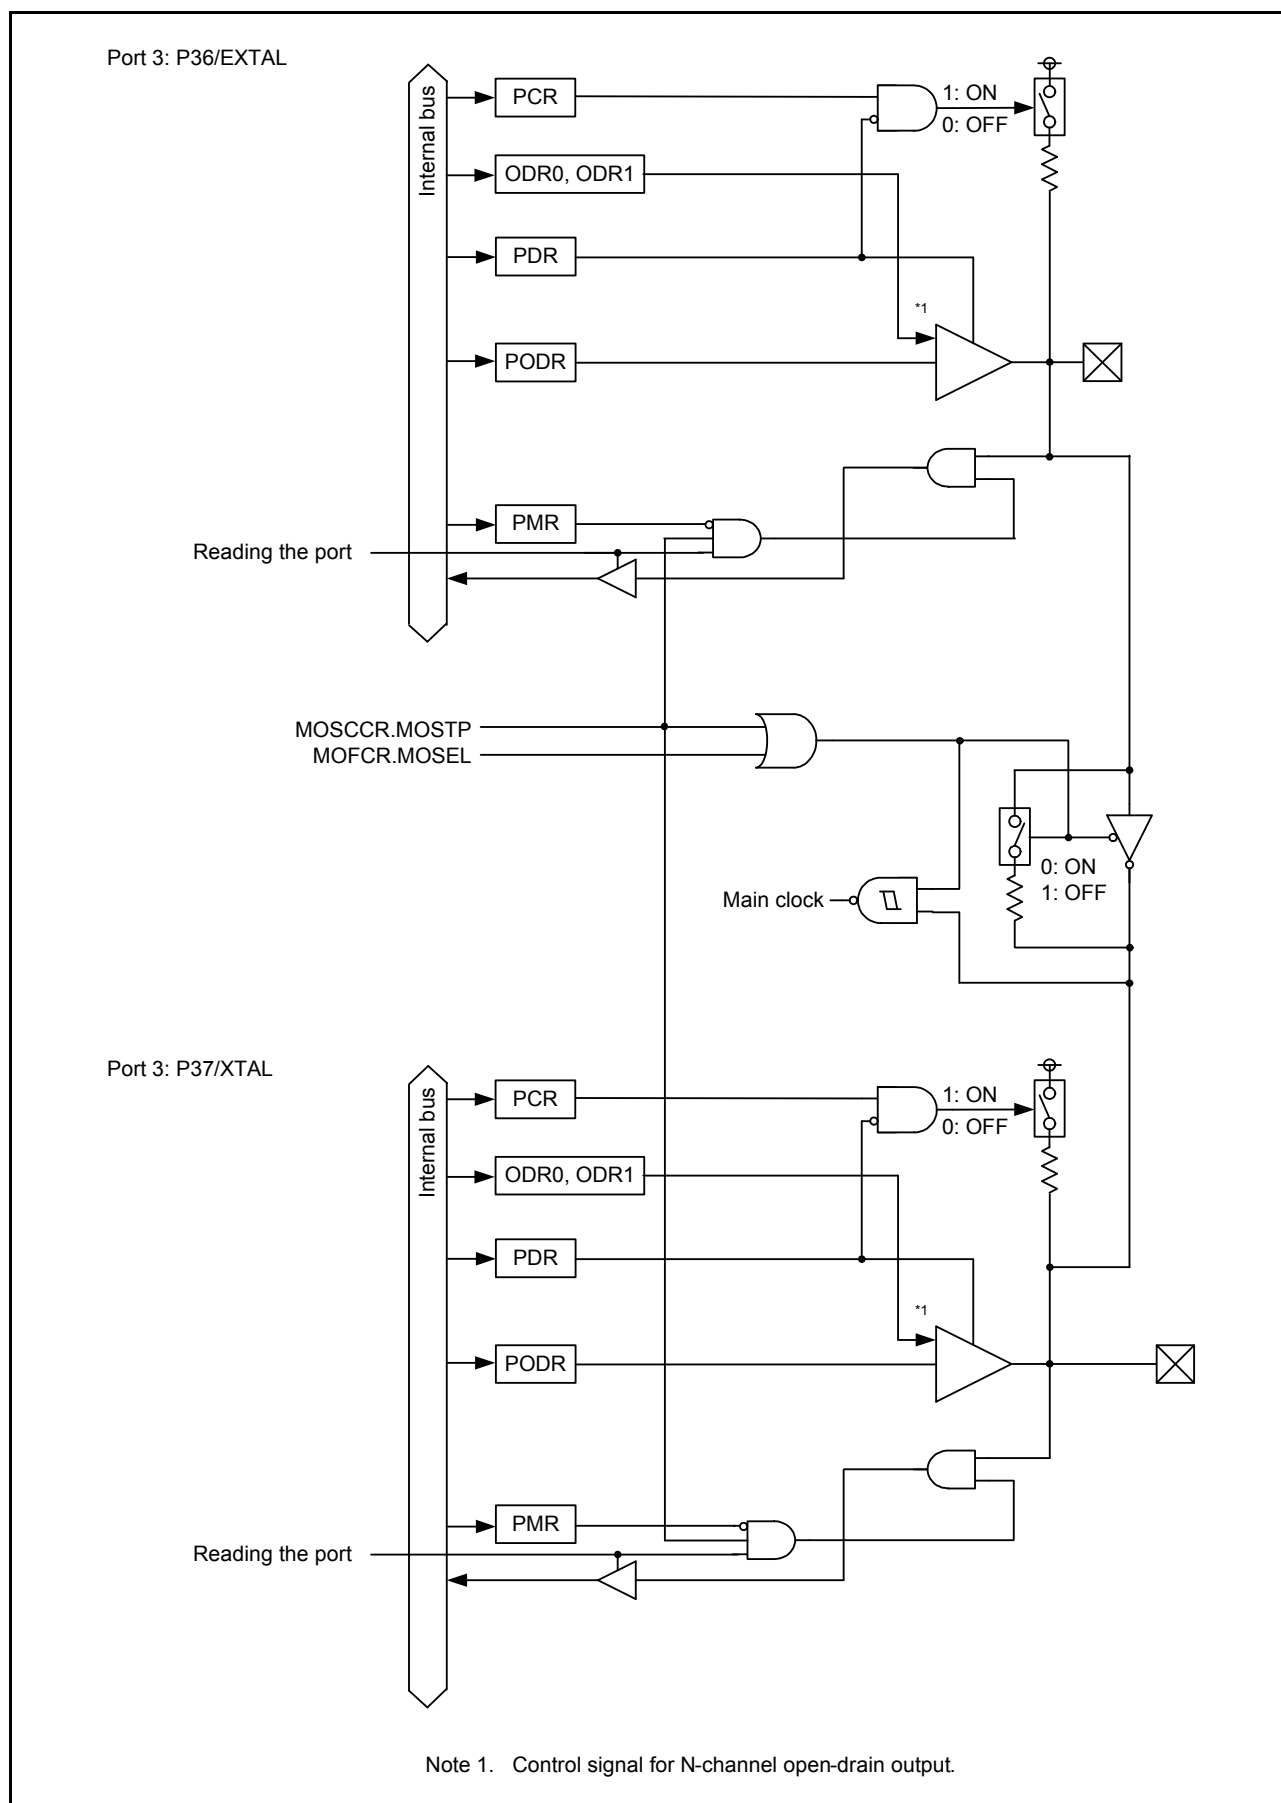 Port 3: P36/EXTAL
Internal bus
PCR
1: ON
0: OFF
ODR0, ODR1
PDR
*1
PODR
PMR
Reading the port
MOSCCR.MOSTP
MOFCR.MOSEL
0: ON
1: OFF
Main clock
Port 3: P37/XTAL
Internal bus
PCR
1: ON
0: OFF
ODR0, ODR1
PDR
*1
PODR
PMR
Reading the port
Note 1. Control signal for N-channel open-drain output.